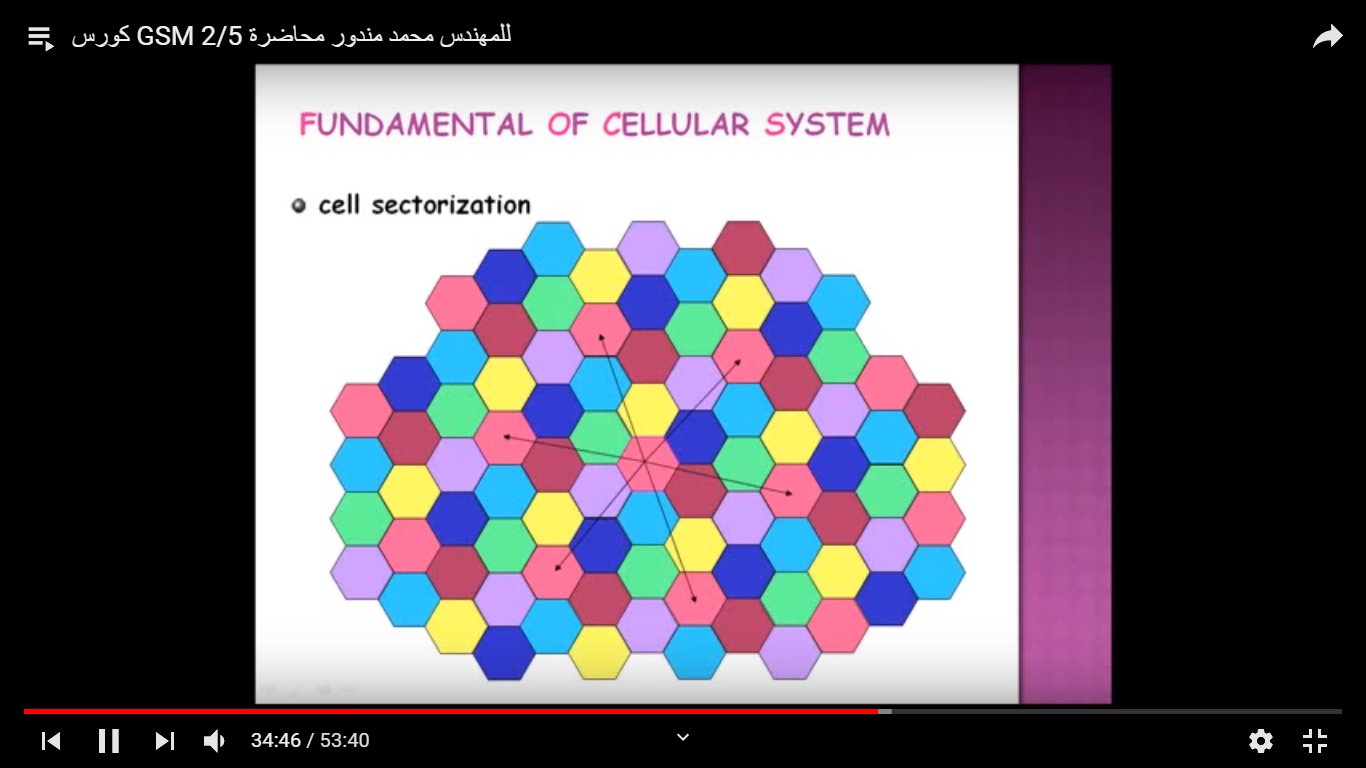 كورس GSM 2/5 للمهندس محمد مندور محاضرة
FUNDAMENTAL OF CELLULAR SYSTEM
cell sectorization
34:46 / 53:40